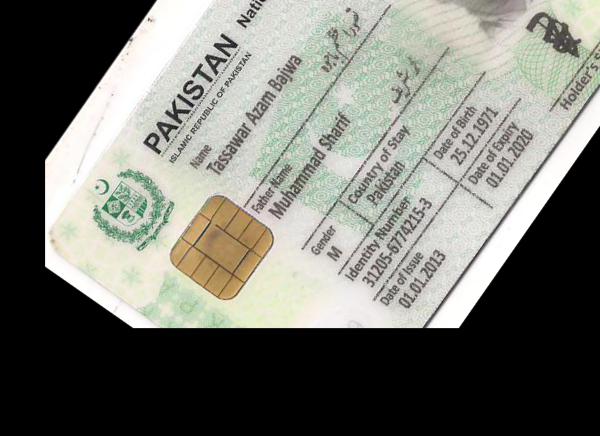 PAKISTAN Nati
ISLAMIC REPUBLIC OF PAKISTAN
Name
Tassawar Azam Bajwa
تصور اعظم باجوہ
Father Name
Muhammad Sharif
محمد شریف
Gender
M
Country of Stay
Pakistan
Identity Number
31205-6774215-3
Date of Birth
25.12.1971
Date of Issue
01.01.2013
Date of Expiry
01.01.2020
Holder's S